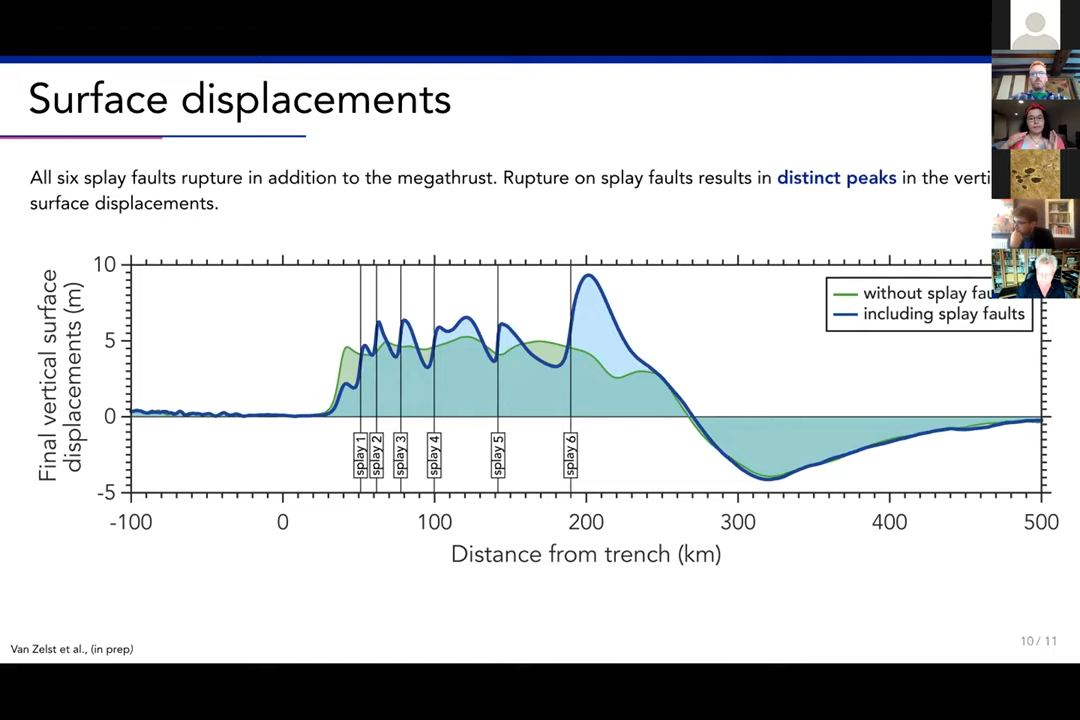 Surface displacements
All six splay faults rupture in addition to the megathrust. Rupture on splay faults results in distinct peaks in the
surface displacements.
Final vertical surface
displacements (m)
10
5
0
-5
without splay
including splay faults
splay 1
splay 2
splay 3
splay 4
splay 5
splay 6
-100
0
100
200
300
400
500
Distance from trench (km)
10 / 11
Van Zelst et al., (in prep)